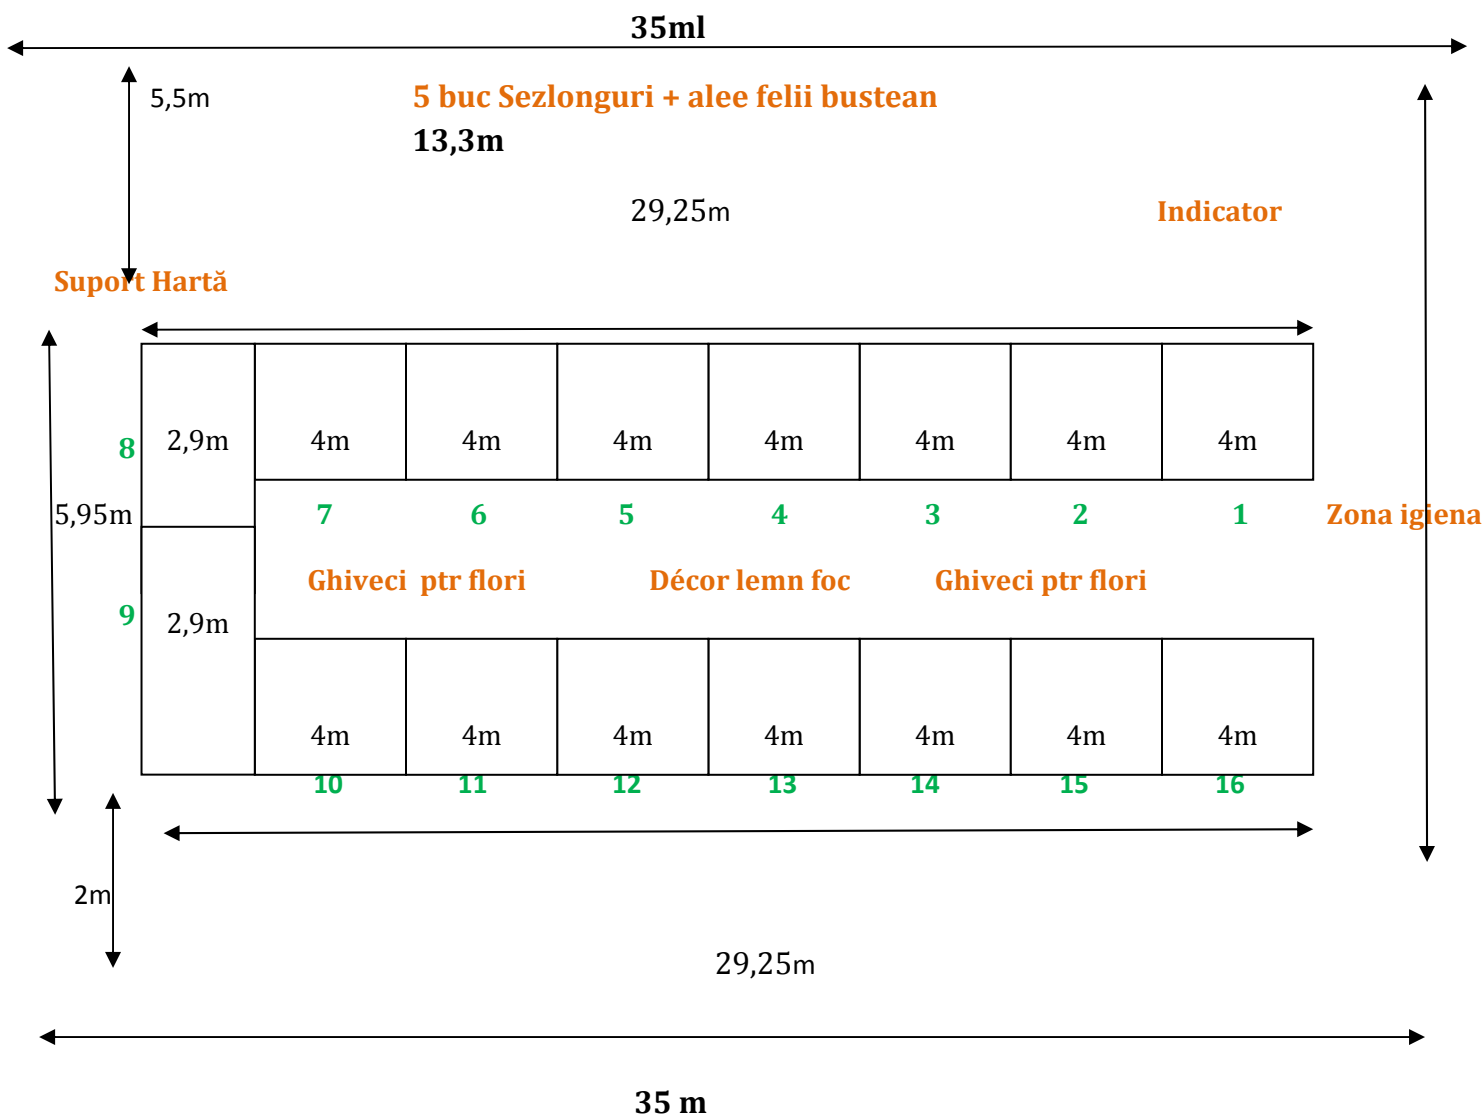 35ml
5,5m
5 buc Sezlonguri + alee felii bustean
13,3m
29,25m
Indicator
Suport Hartă
8
2,9m
4m
4m
4m
4m
4m
4m
4m
5,95m
7
6
5
4
3
2
1
Zona igiena
Ghiveci ptr flori
Décor lemn foc
Ghiveci ptr flori
9
2,9m
4m
4m
4m
4m
4m
4m
4m
10
11
12
13
14
15
16
2m
29,25m
35 m